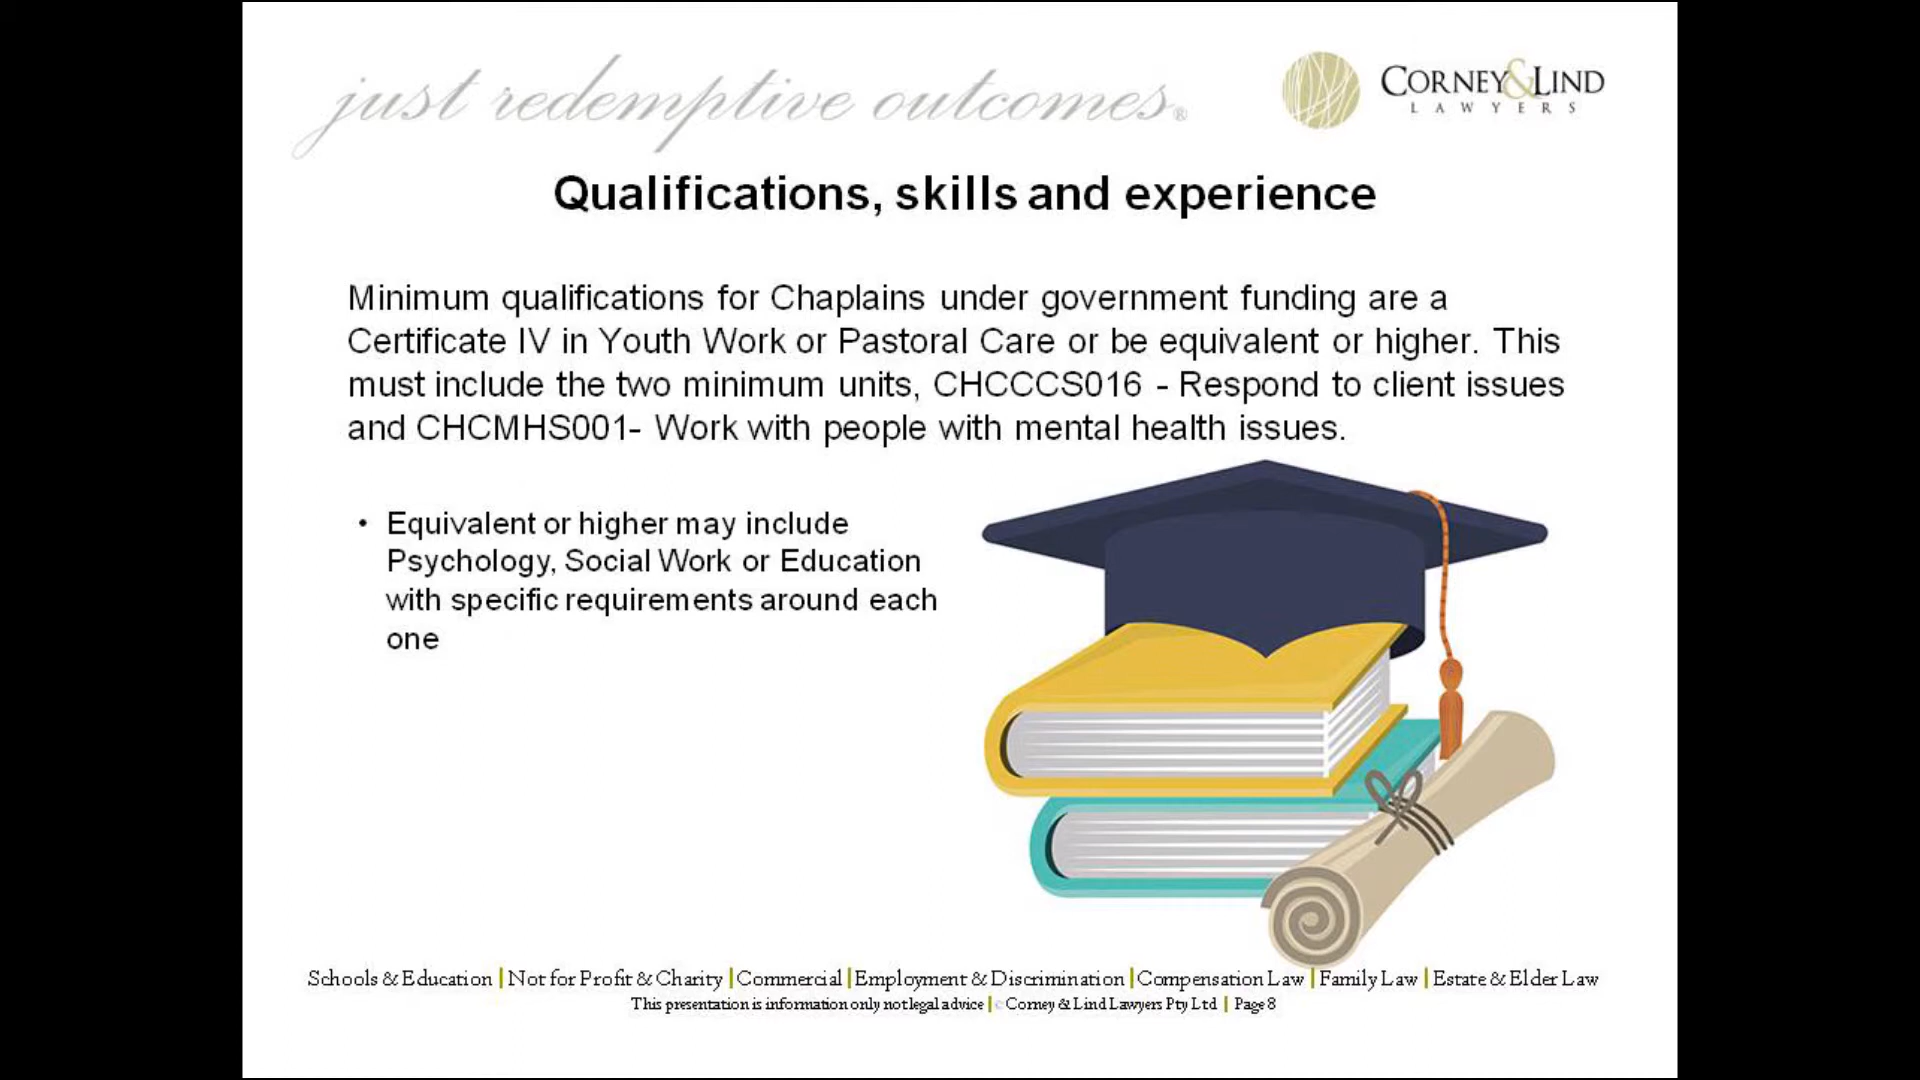 just redemptive outcomes®
CORNEY&LIND
LAWYERS
Qualifications, skills and experience
Minimum qualifications for Chaplains under government funding are a
Certificate IV in Youth Work or Pastoral Care or be equivalent or higher. This
must include the two minimum units, CHCCCS016 - Respond to client issues
and CHCMHS001- Work with people with mental health issues.
• Equivalent or higher may include
Psychology, Social Work or Education
with specific requirements around each
one
Schools & Education | Not for Profit & Charity | Commercial | Employment & Discrimination | Compensation Law | Family Law | Estate & Elder Law
This presentation is information only not legal advice | © Corney & Lind Lawyers Pty Ltd | Page 8